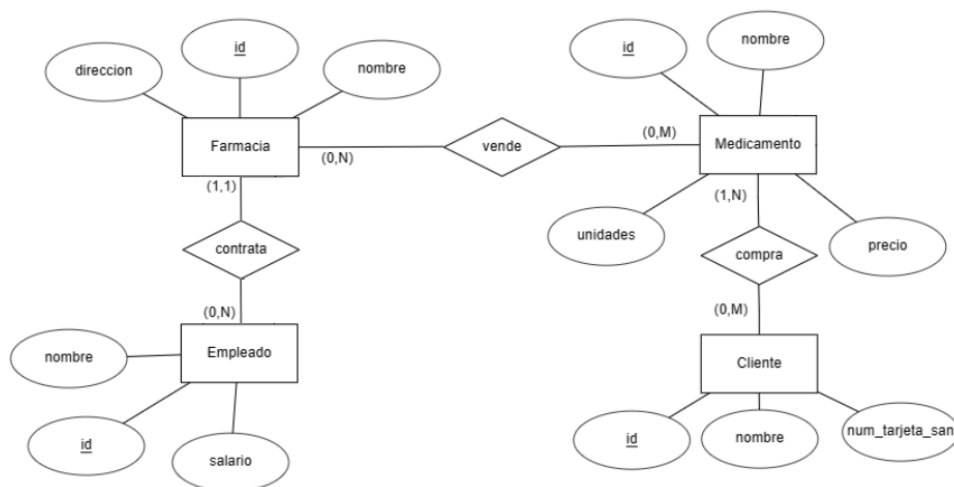 id
direccion
nombre
Farmacia
(0,N)
vende
(0,M)
id
nombre
Medicamento
unidades
precio
(1,1)
contrata
(0,N)
(1,N)
compra
(0,M)
nombre
Empleado
id
salario
Cliente
id
nombre
num_tarjeta_san